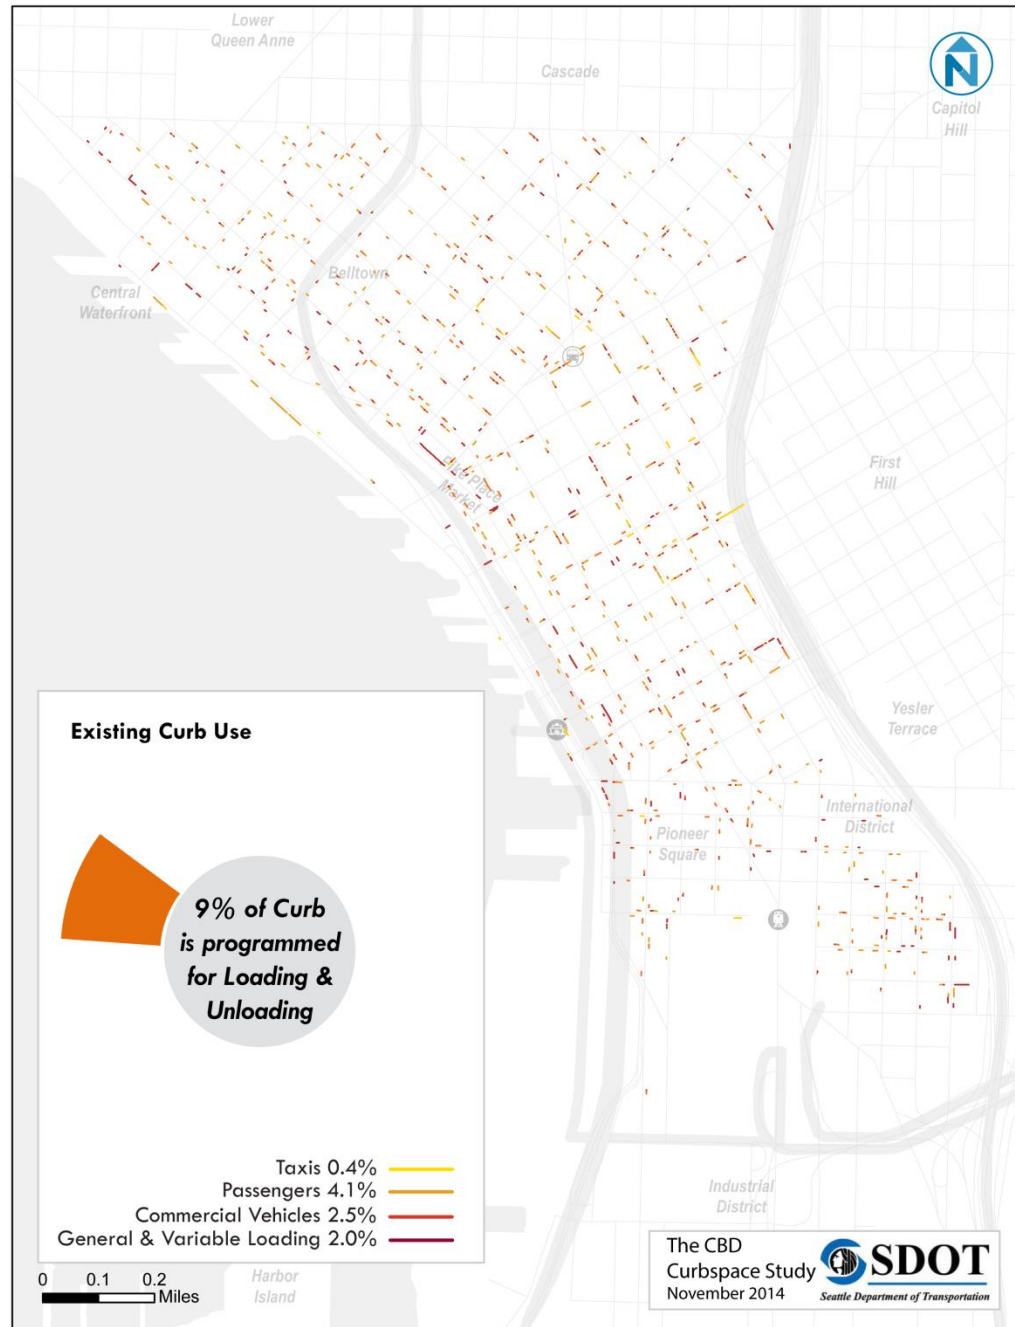 Lower
Queen Anne
Cascade
N
Capitol
Hill
Belltown
Central
Waterfront
Pike Place
Market
First
Hill
Existing Curb Use
9% of Curb
is programmed
for Loading &
Unloading
Yesler
Terrace
International
District
Pioneer
Square
Taxis 0.4%
Passengers 4.1%
Commercial Vehicles 2.5%
General & Variable Loading 2.0%
Industrial
District
0 0.1 0.2
Miles
Harbor
Island
The CBD
Curbspace Study
November 2014
SDOT
Seattle Department of Transportation